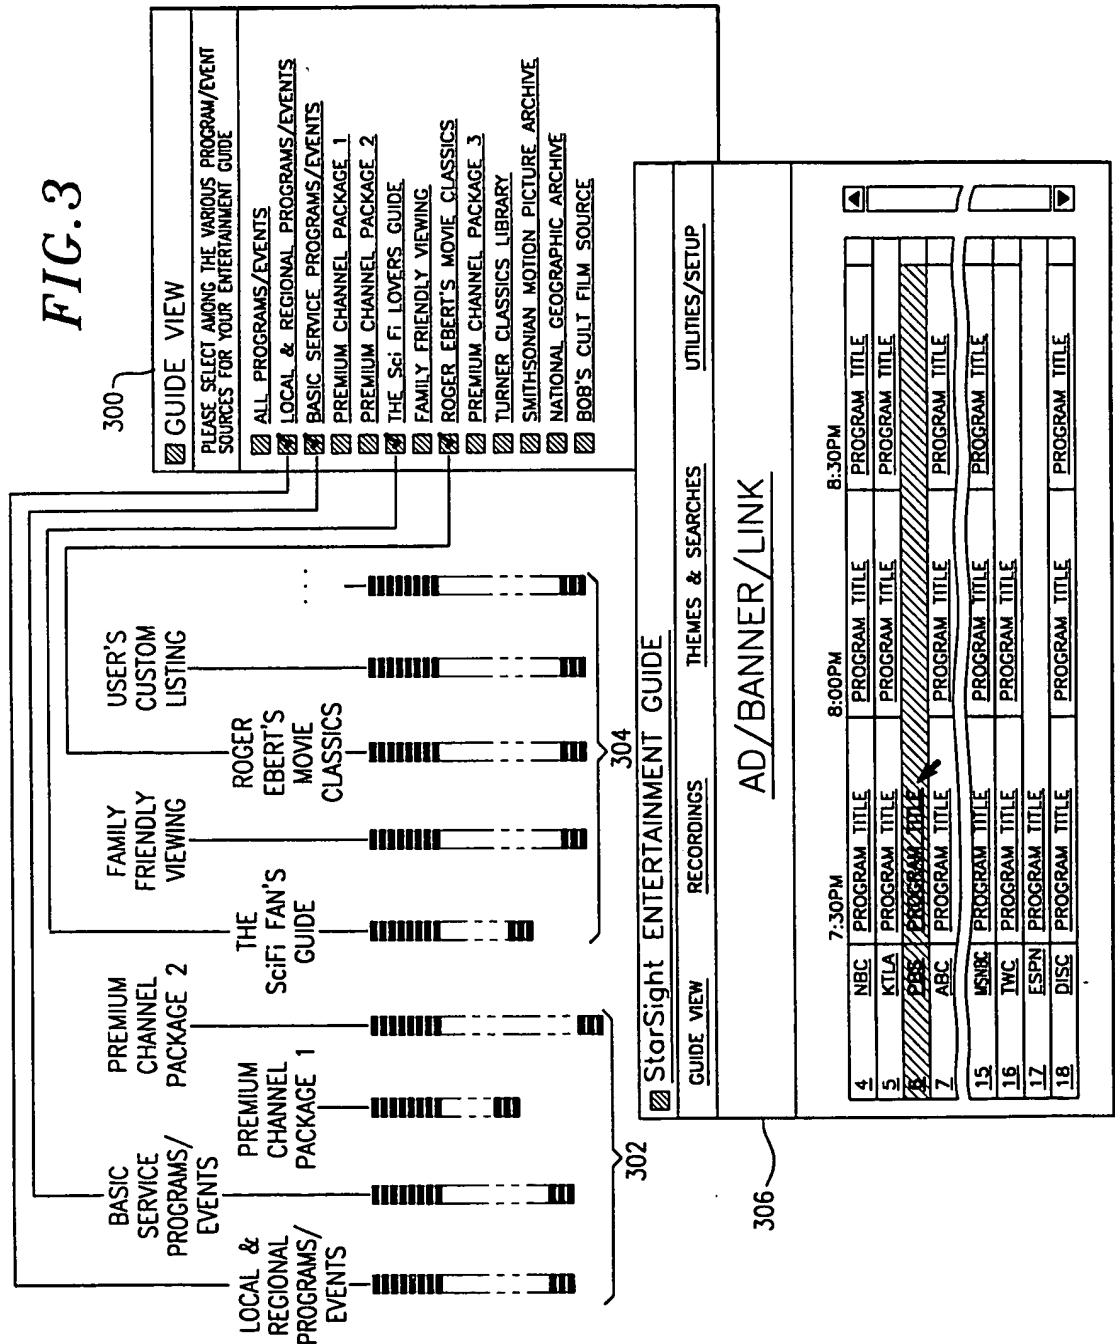 FIG.3
300
GUIDE VIEW
PLEASE SELECT AMONG THE VARIOUS PROGRAM/EVENT
SOURCES FOR YOUR ENTERTAINMENT GUIDE
ALL PROGRAMS/EVENTS
LOCAL & REGIONAL PROGRAMS/EVENTS
BASIC SERVICE PROGRAMS/EVENTS
PREMIUM CHANNEL PACKAGE 1
PREMIUM CHANNEL PACKAGE 2
THE Sci Fi LOVERS GUIDE
FAMILY FRIENDLY VIEWING
ROGER EBERT'S MOVIE CLASSICS
PREMIUM CHANNEL PACKAGE 3
TURNER CLASSICS LIBRARY
SMITHSONIAN MOTION PICTURE ARCHIVE
NATIONAL GEOGRAPHIC ARCHIVE
BOB'S CULT FILM SOURCE
LOCAL &
REGIONAL
PROGRAMS/
EVENTS
BASIC
SERVICE
PROGRAMS/
EVENTS
PREMIUM
CHANNEL
PACKAGE 1
PREMIUM
CHANNEL
PACKAGE 2
THE
SciFi FAN'S
GUIDE
FAMILY
FRIENDLY
VIEWING
ROGER
EBERT'S
MOVIE
CLASSICS
USER'S
CUSTOM
LISTING
...
302
304
306
StarSight ENTERTAINMENT GUIDE
GUIDE VIEW RECORDINGS THEMES & SEARCHES UTILITIES/SETUP
AD/BANNER/LINK
7:30PM 8:00PM 8:30PM
4 NBC PROGRAM TITLE PROGRAM TITLE PROGRAM TITLE
5 KTLA PROGRAM TITLE PROGRAM TITLE PROGRAM TITLE
6 PBS PROGRAM TITLE
7 ABC PROGRAM TITLE PROGRAM TITLE PROGRAM TITLE
15 MSNBC PROGRAM TITLE PROGRAM TITLE PROGRAM TITLE
16 TWC PROGRAM TITLE PROGRAM TITLE
17 ESPN PROGRAM TITLE
18 DISC PROGRAM TITLE PROGRAM TITLE PROGRAM TITLE